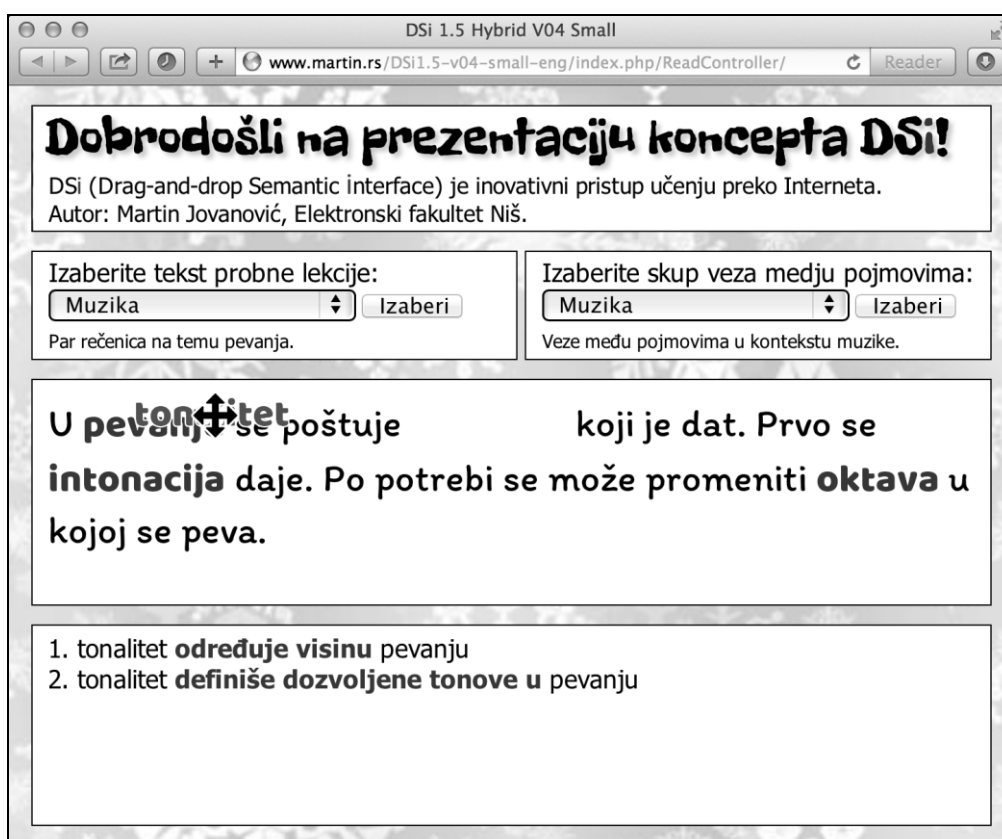 DSi 1.5 Hybrid V04 Small
www.martin.rs/DSi1.5-v04-small-eng/index.php/ReadController/
Reader
Dobrodošli na prezentaciju koncepta DSi!
DSi (Drag-and-drop Semantic interface) je inovativni pristup učenju preko Interneta.
Autor: Martin Jovanović, Elektronski fakultet Niš.
Izaberite tekst probne lekcije:
Muzika Izaberi
Par rečenica na temu pevanja.
Izaberite skup veza medju pojmovima:
Muzika Izaberi
Veze među pojmovima u kontekstu muzike.
tonalitet
U pevanju se poštuje koji je dat. Prvo se
intonacija daje. Po potrebi se može promeniti oktava u
kojoj se peva.
1. tonalitet određuje visinu pevanju
2. tonalitet definiše dozvoljene tonove u pevanju